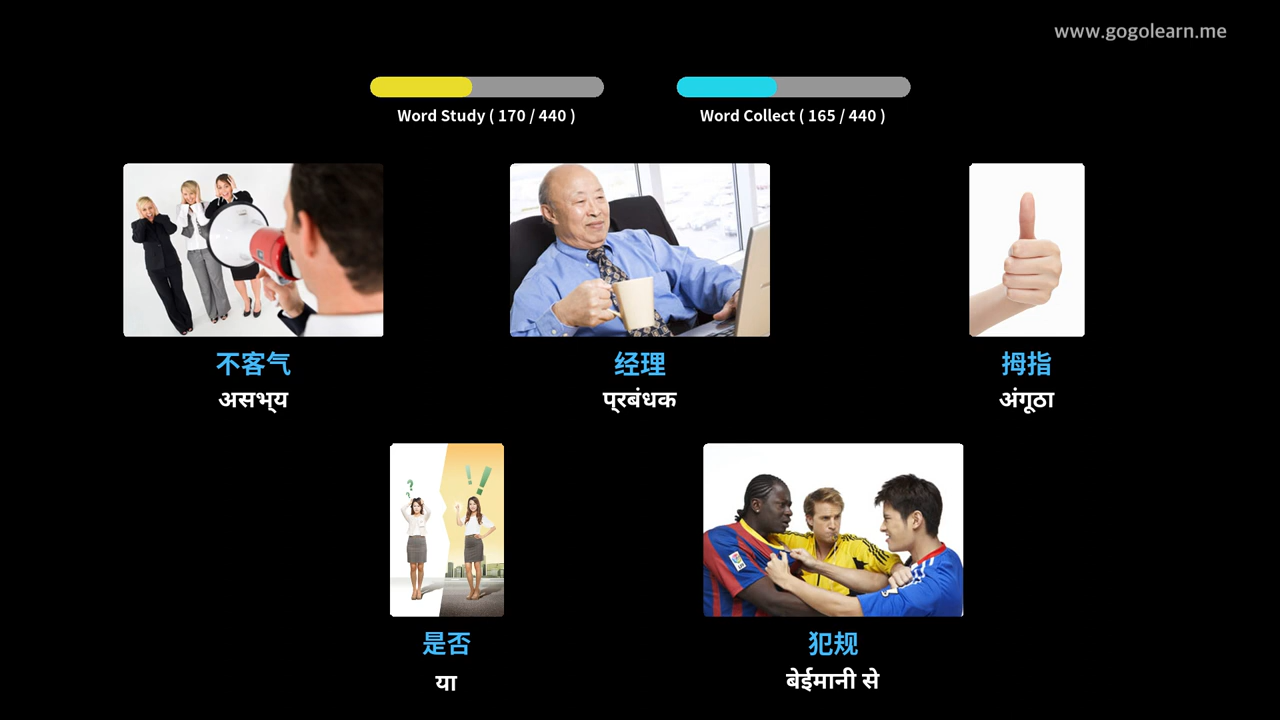 www.gogolearn.me
Word Study ( 170 / 440 )
Word Collect ( 165 / 440 )
不客气
असभ्य
经理
प्रबंधक
拇指
अंगूठा
是否
या
犯规
बेईमानी से